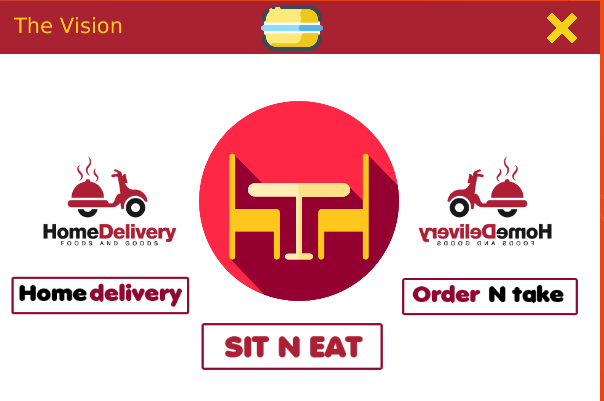 The Vision
HomeDelivery
FOODS AND GOODS
HomeDelivery
FOODS AND GOODS
Home delivery
Order N take
SIT N EAT